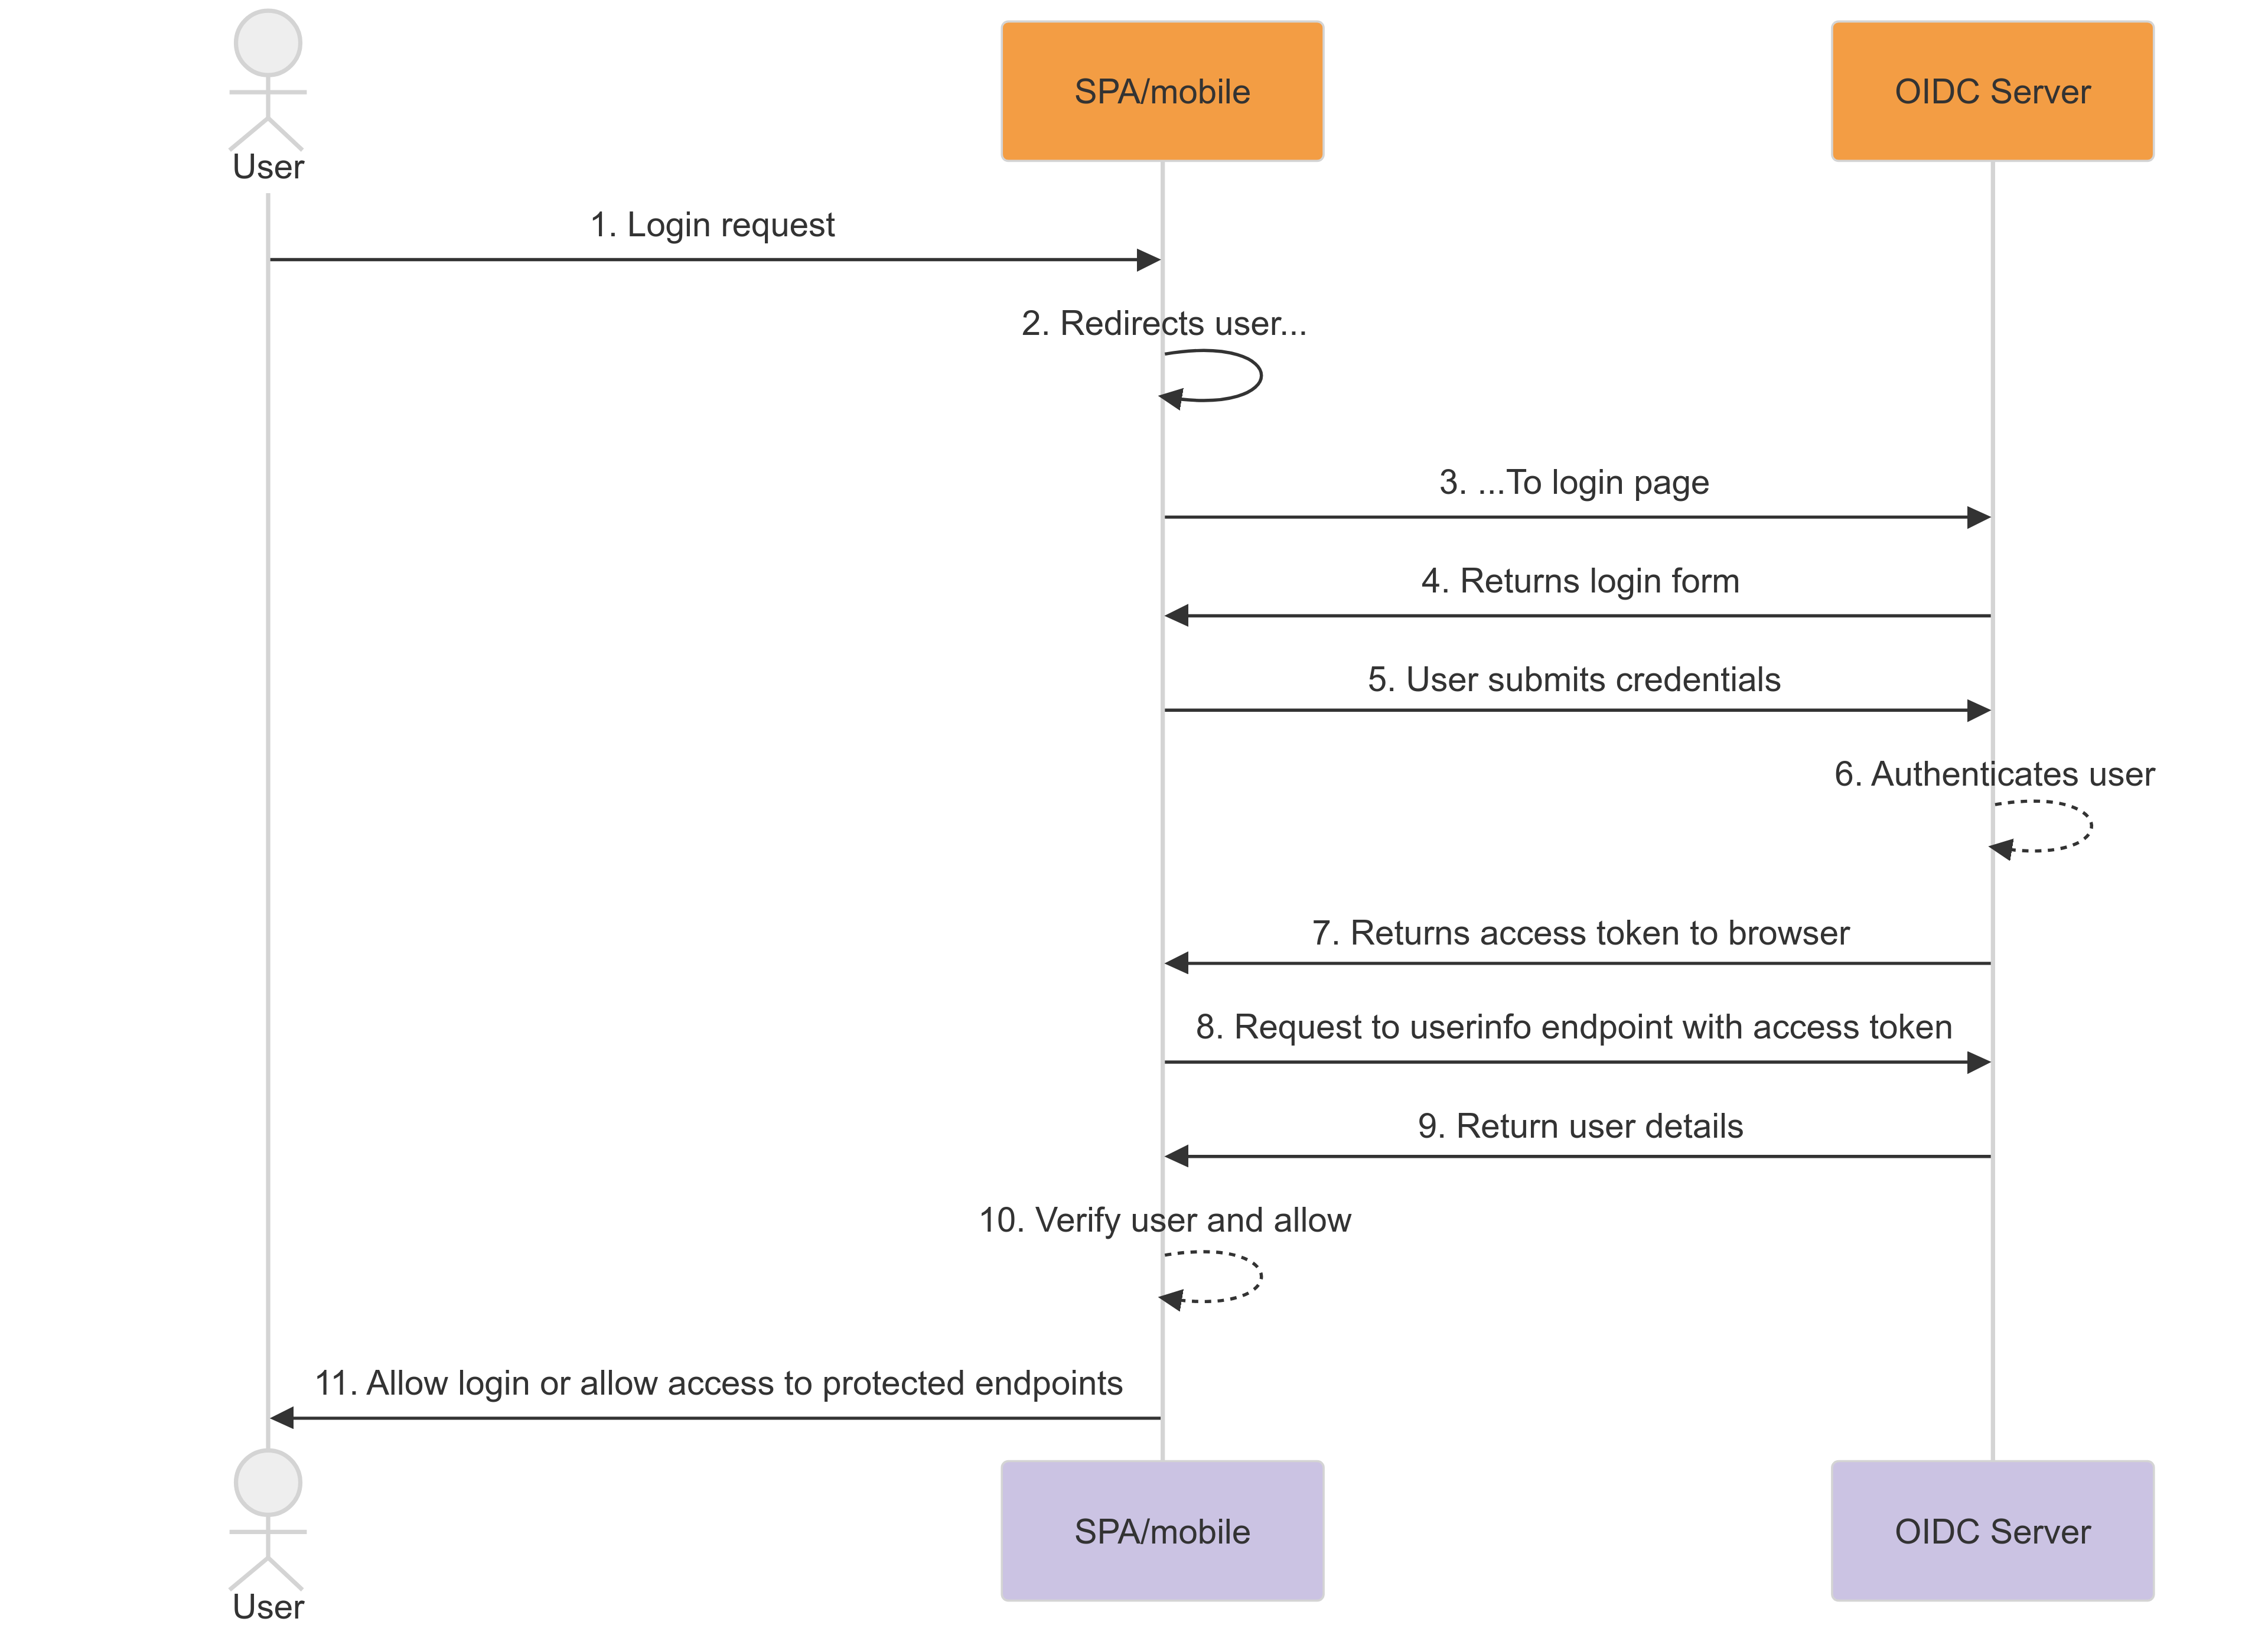 User
SPA/mobile
OIDC Server
1. Login request
2. Redirects user...
3. ...To login page
4. Returns login form
5. User submits credentials
6. Authenticates user
7. Returns access token to browser
8. Request to userinfo endpoint with access token
9. Return user details
10. Verify user and allow
11. Allow login or allow access to protected endpoints
User
SPA/mobile
OIDC Server